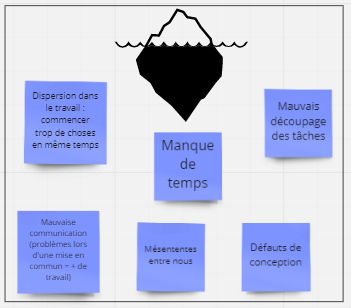 Dispersion dans
le travail :
commencer
trop de choses
en même temps
Mauvais
découpage
des tâches
Manque
de
temps
Mauvaise
communication
(problèmes lors
d'une mise en
commun = + de
travail)
Mésententes
entre nous
Défauts de
conception